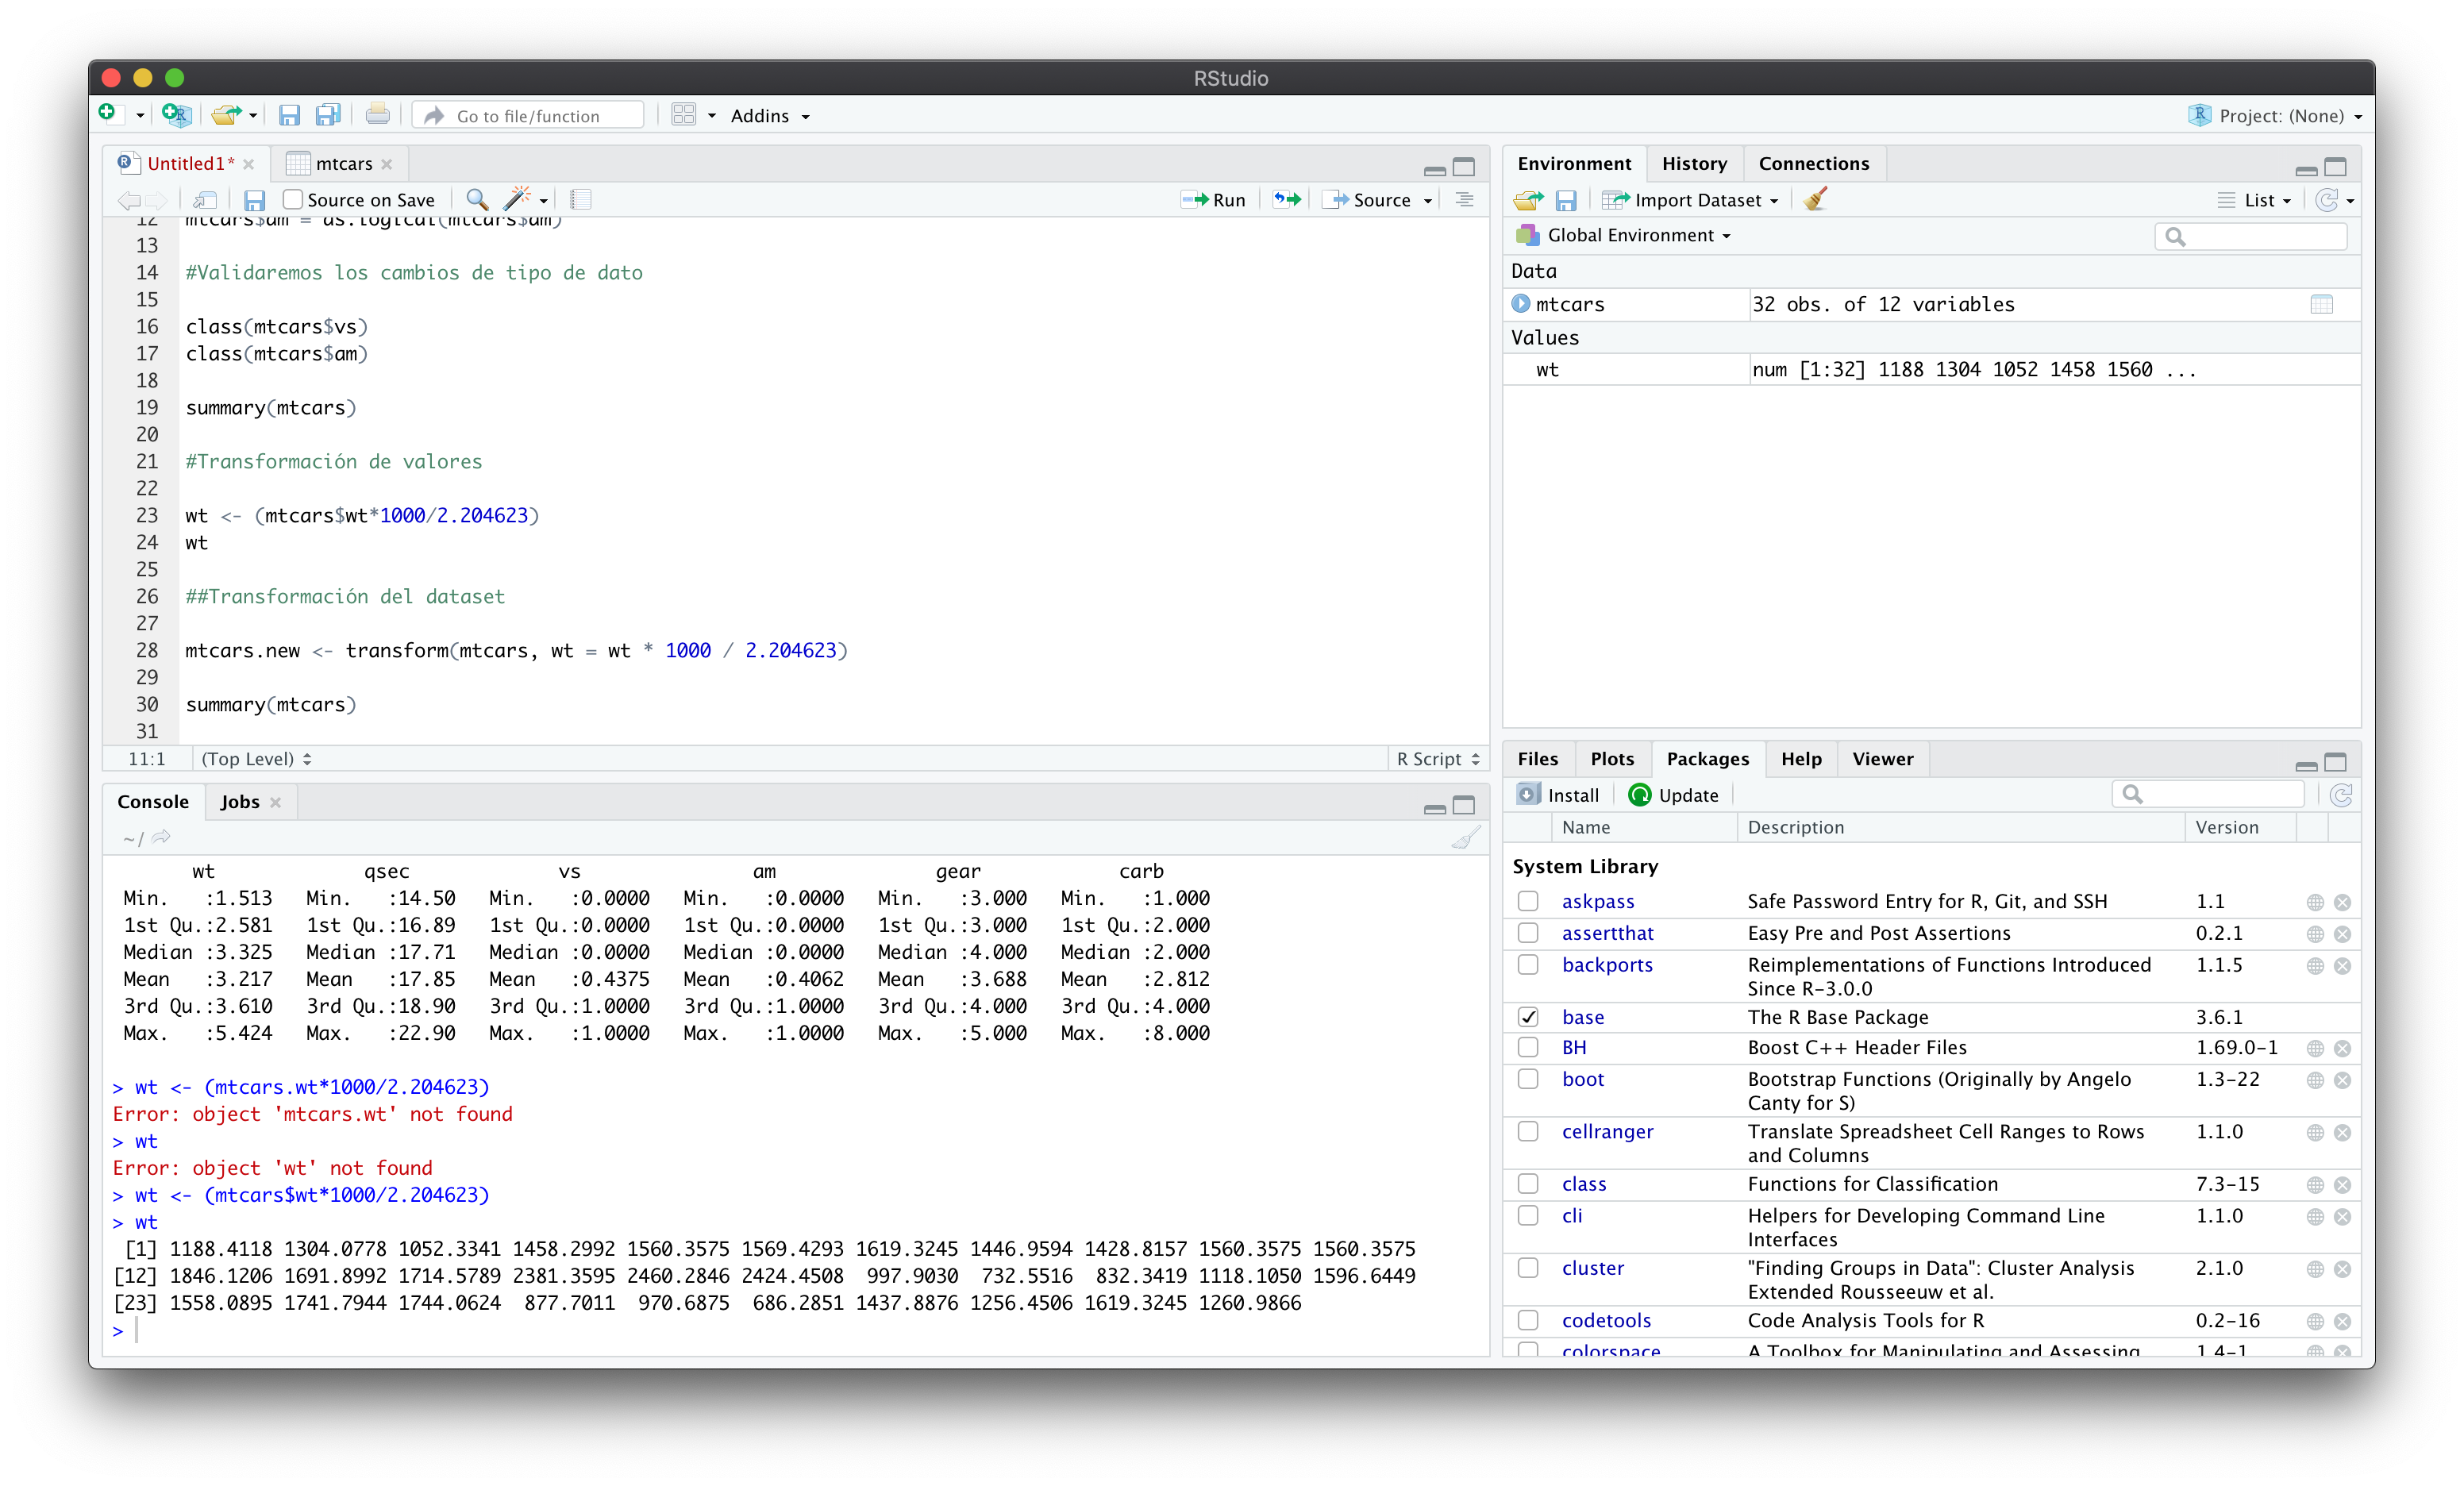 RStudio
Go to file/function
Addins
Project: (None)
Untitled1*
mtcars
Source on Save
Run
Source
12 mtcars$am = as.logical(mtcars$am)
13
14 #Validaremos los cambios de tipo de dato
15
16 class(mtcars$vs)
17 class(mtcars$am)
18
19 summary(mtcars)
20
21 #Transformación de valores
22
23 wt <- (mtcars$wt*1000/2.204623)
24 wt
25
26 ##Transformación del dataset
27
28 mtcars.new <- transform(mtcars, wt = wt * 1000 / 2.204623)
29
30 summary(mtcars)
31
11:1 (Top Level) R Script
Console Jobs
~/
wt qsec vs am gear carb
Min. :1.513 Min. :14.50 Min. :0.0000 Min. :0.0000 Min. :3.000 Min. :1.000
1st Qu.:2.581 1st Qu.:16.89 1st Qu.:0.0000 1st Qu.:0.0000 1st Qu.:3.000 1st Qu.:2.000
Median :3.325 Median :17.71 Median :0.0000 Median :0.0000 Median :4.000 Median :2.000
Mean :3.217 Mean :17.85 Mean :0.4375 Mean :0.4062 Mean :3.688 Mean :2.812
3rd Qu.:3.610 3rd Qu.:18.90 3rd Qu.:1.0000 3rd Qu.:1.0000 3rd Qu.:4.000 3rd Qu.:4.000
Max. :5.424 Max. :22.90 Max. :1.0000 Max. :1.0000 Max. :5.000 Max. :8.000
> wt <- (mtcars.wt*1000/2.204623)
Error: object 'mtcars.wt' not found
> wt
Error: object 'wt' not found
> wt <- (mtcars$wt*1000/2.204623)
> wt
[1] 1188.4118 1304.0778 1052.3341 1458.2992 1560.3575 1569.4293 1619.3245 1446.9594 1428.8157 1560.3575 1560.3575
[12] 1846.1206 1691.8992 1714.5789 2381.3595 2460.2846 2424.4508 997.9030 732.5516 832.3419 1118.1050 1596.6449
[23] 1558.0895 1741.7944 1744.0624 877.7011 970.6875 686.2851 1437.8876 1256.4506 1619.3245 1260.9866
>
Environment History Connections
Import Dataset
List
Global Environment
Data
mtcars 32 obs. of 12 variables
Values
wt num [1:32] 1188 1304 1052 1458 1560 ...
Files Plots Packages Help Viewer
Install Update
Name Description Version
System Library
askpass Safe Password Entry for R, Git, and SSH 1.1
assertthat Easy Pre and Post Assertions 0.2.1
backports Reimplementations of Functions Introduced 1.1.5
Since R-3.0.0
base The R Base Package 3.6.1
BH Boost C++ Header Files 1.69.0-1
boot Bootstrap Functions (Originally by Angelo 1.3-22
Canty for S)
cellranger Translate Spreadsheet Cell Ranges to Rows 1.1.0
and Columns
class Functions for Classification 7.3-15
cli Helpers for Developing Command Line 1.1.0
Interfaces
cluster "Finding Groups in Data": Cluster Analysis 2.1.0
Extended Rousseeuw et al.
codetools Code Analysis Tools for R 0.2-16
colorspace A Toolbox for Manipulating and Assessing 1.4-1